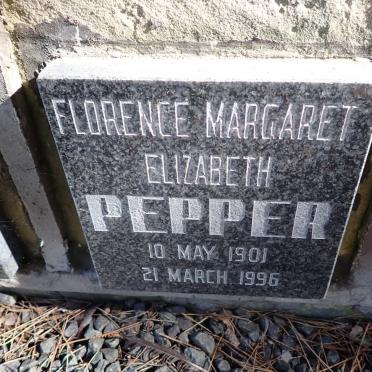 FLORENCE MARGARET
ELIZABETH
PEPPER
10 MAY 1901
21 MARCH 1996